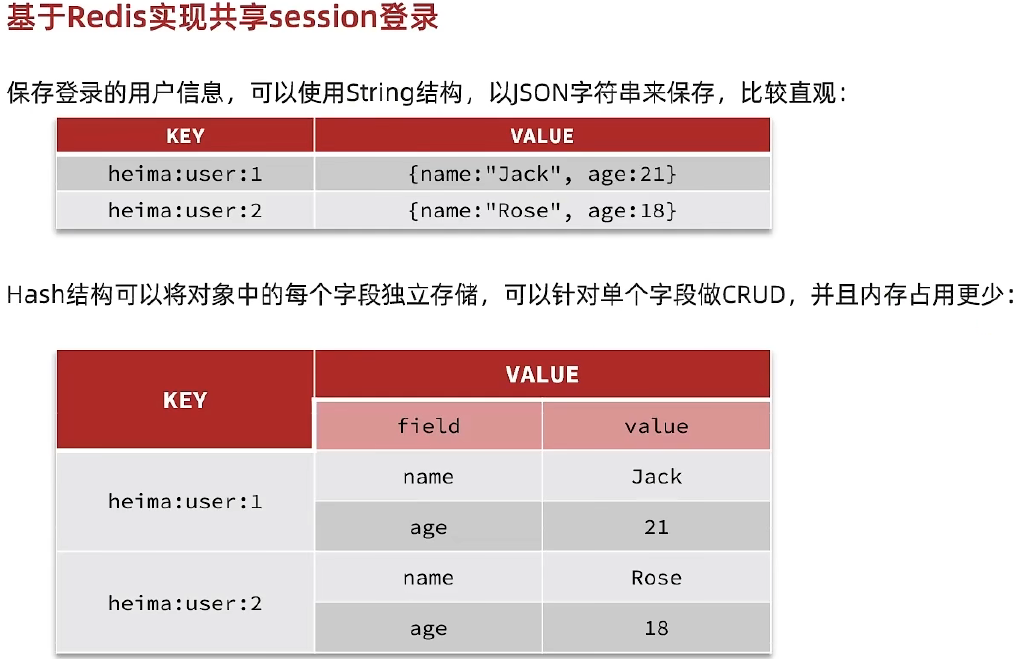 基于Redis实现共享session登录
保存登录的用户信息，可以使用String结构，以JSON字符串来保存，比较直观：
KEY VALUE
heima:user:1 {name:"Jack", age:21}
heima:user:2 {name:"Rose", age:18}
Hash结构可以将对象中的每个字段独立存储，可以针对单个字段做CRUD，并且内存占用更少：
KEY VALUE
field value
heima:user:1 name Jack
age 21
heima:user:2 name Rose
age 18